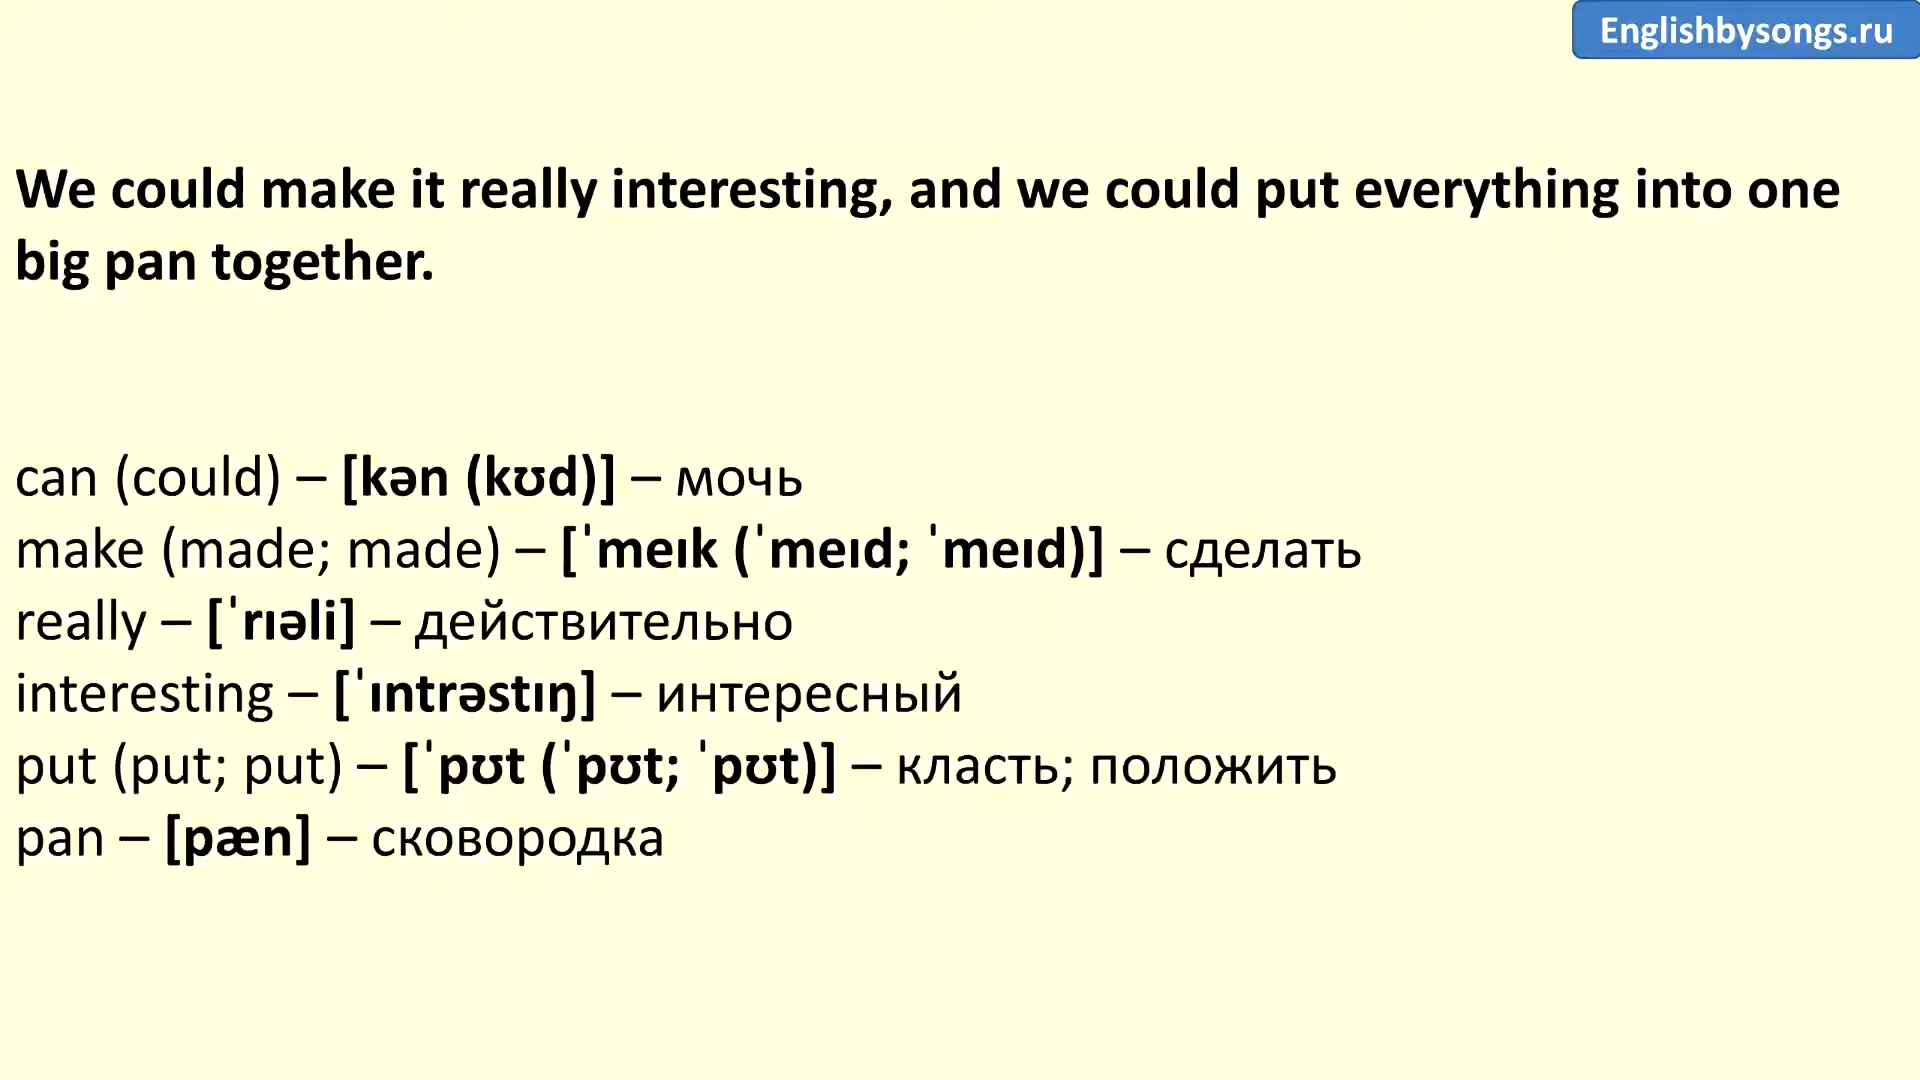 Englishbysongs.ru
We could make it really interesting, and we could put everything into one
big pan together.
can (could) – [kən (kʊd)] – мочь
make (made; made) – [ˈmeɪk (ˈmeɪd; ˈmeɪd)] – сделать
really – [ˈrɪəli] – действительно
interesting – [ˈɪntrəstɪŋ] – интересный
put (put; put) – [ˈpʊt (ˈpʊt; ˈpʊt)] – класть; положить
pan – [pæn] – сковородка